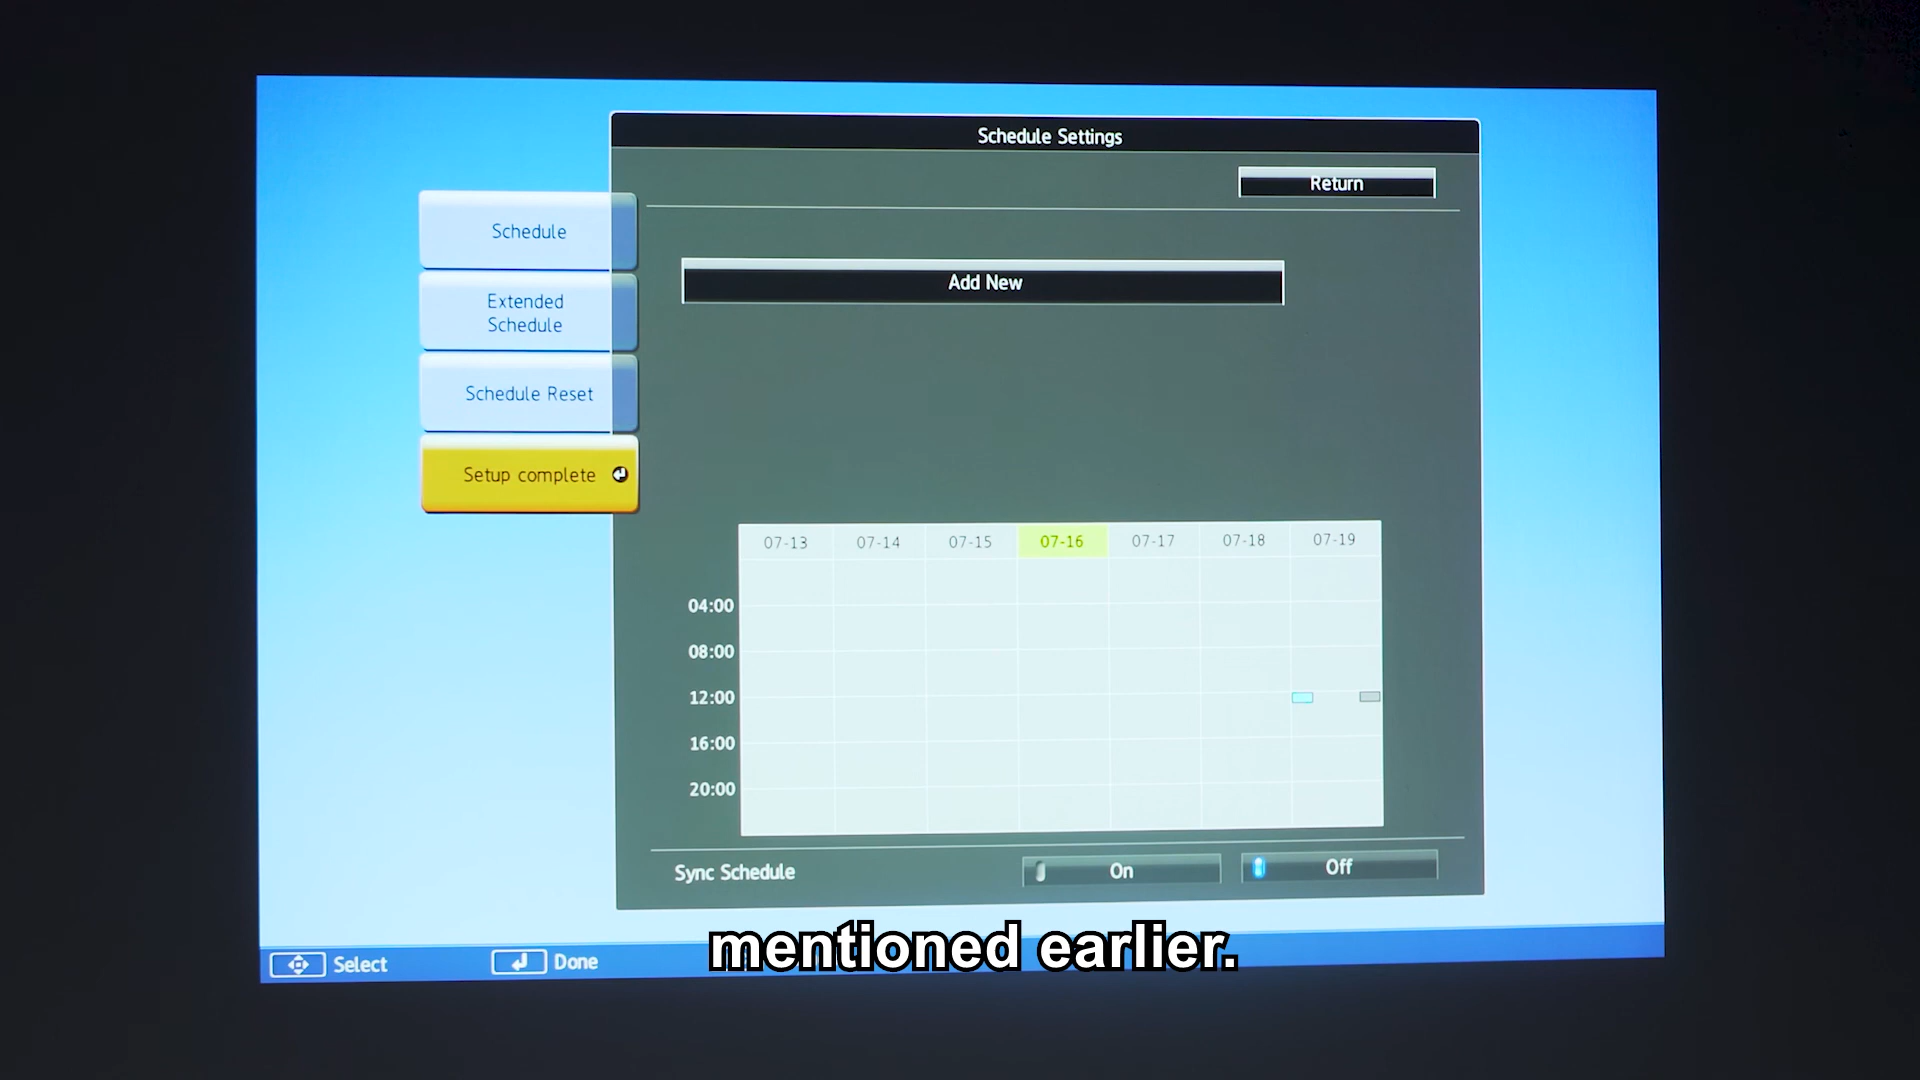 Schedule Settings
Return
Schedule
Extended
Schedule
Schedule Reset
Setup complete
Add New
07-13 07-14 07-15 07-16 07-17 07-18 07-19
04:00
08:00
12:00
16:00
20:00
Sync Schedule On Off
Select Done
mentioned earlier.